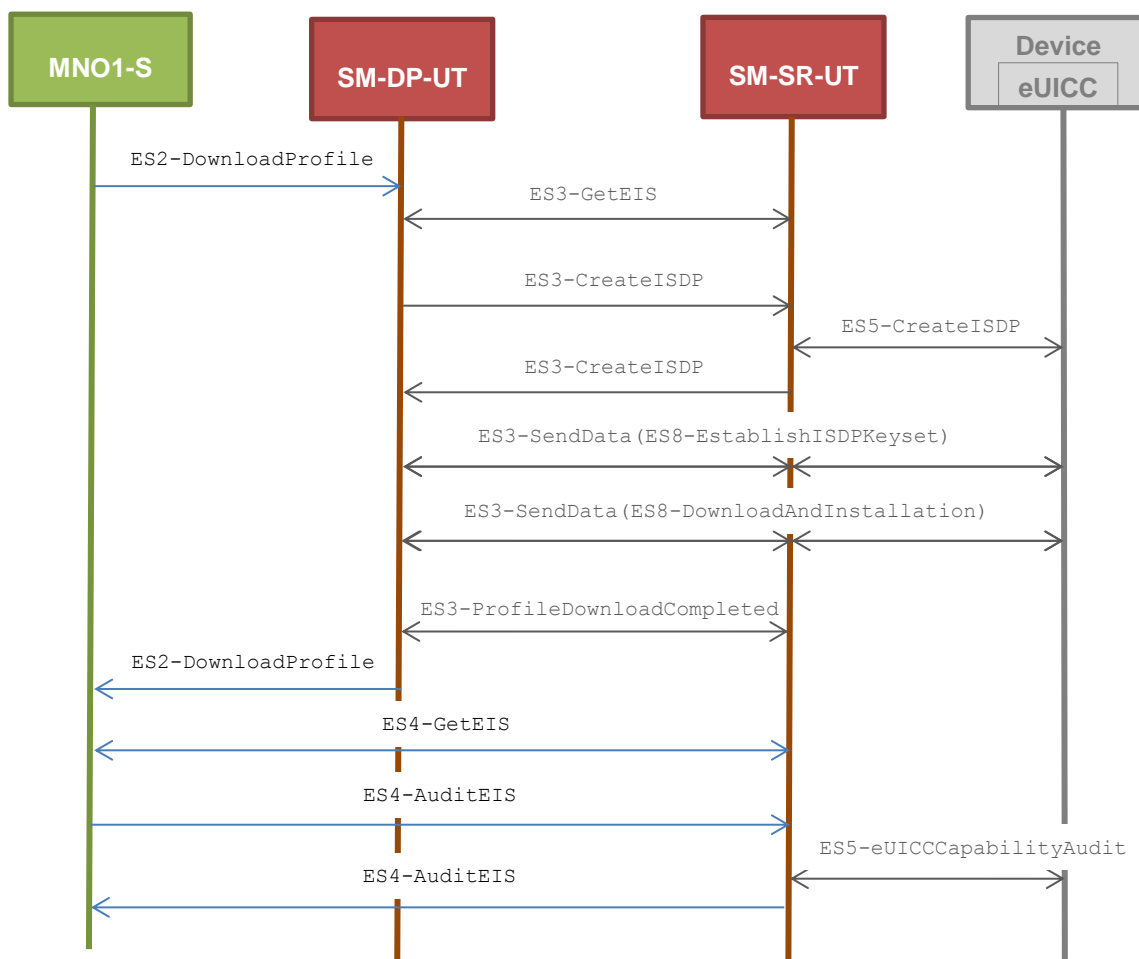 MNO1-S
SM-DP-UT
SM-SR-UT
Device
eUICC
ES2-DownloadProfile
ES3-GetEIS
ES3-CreateISDP
ES5-CreateISDP
ES3-CreateISDP
ES3-SendData(ES8-EstablishISDPKeyset)
ES3-SendData(ES8-DownloadAndInstallation)
ES3-ProfileDownloadCompleted
ES2-DownloadProfile
ES4-GetEIS
ES4-AuditEIS
ES5-eUICCCapabilityAudit
ES4-AuditEIS